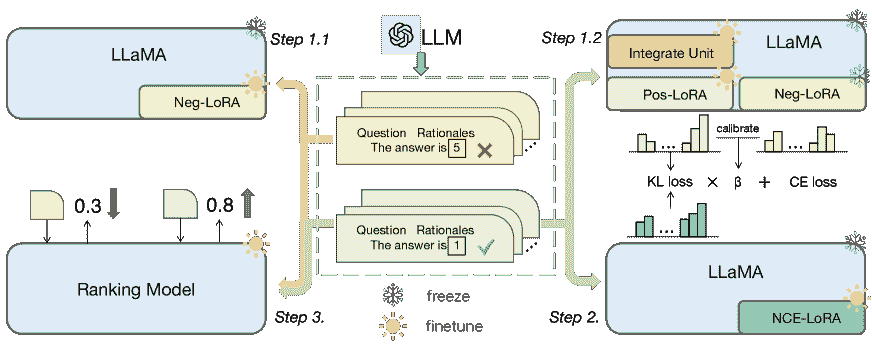 Step 1.1
LLaMA
Neg-LoRA
LLM
Question Rationales
The answer is 5
Question Rationales
The answer is 1
Step 1.2
Integrate Unit
LLaMA
Pos-LoRA
Neg-LoRA
calibrate
KL loss × β + CE loss
0.3
0.8
Ranking Model
Step 3.
freeze
finetune
Step 2.
LLaMA
NCE-LoRA